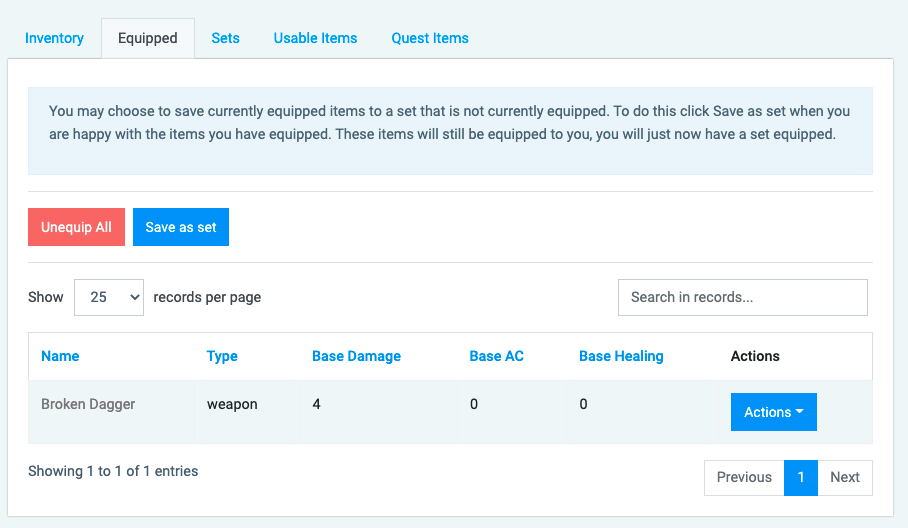 Inventory Equipped Sets Usable Items Quest Items
You may choose to save currently equipped items to a set that is not currently equipped. To do this click Save as set when you
are happy with the items you have equipped. These items will still be equipped to you, you will just now have a set equipped.
Unequip All Save as set
Show 25 records per page Search in records...
Name Type Base Damage Base AC Base Healing Actions
Broken Dagger weapon 4 0 0 Actions
Showing 1 to 1 of 1 entries Previous 1 Next